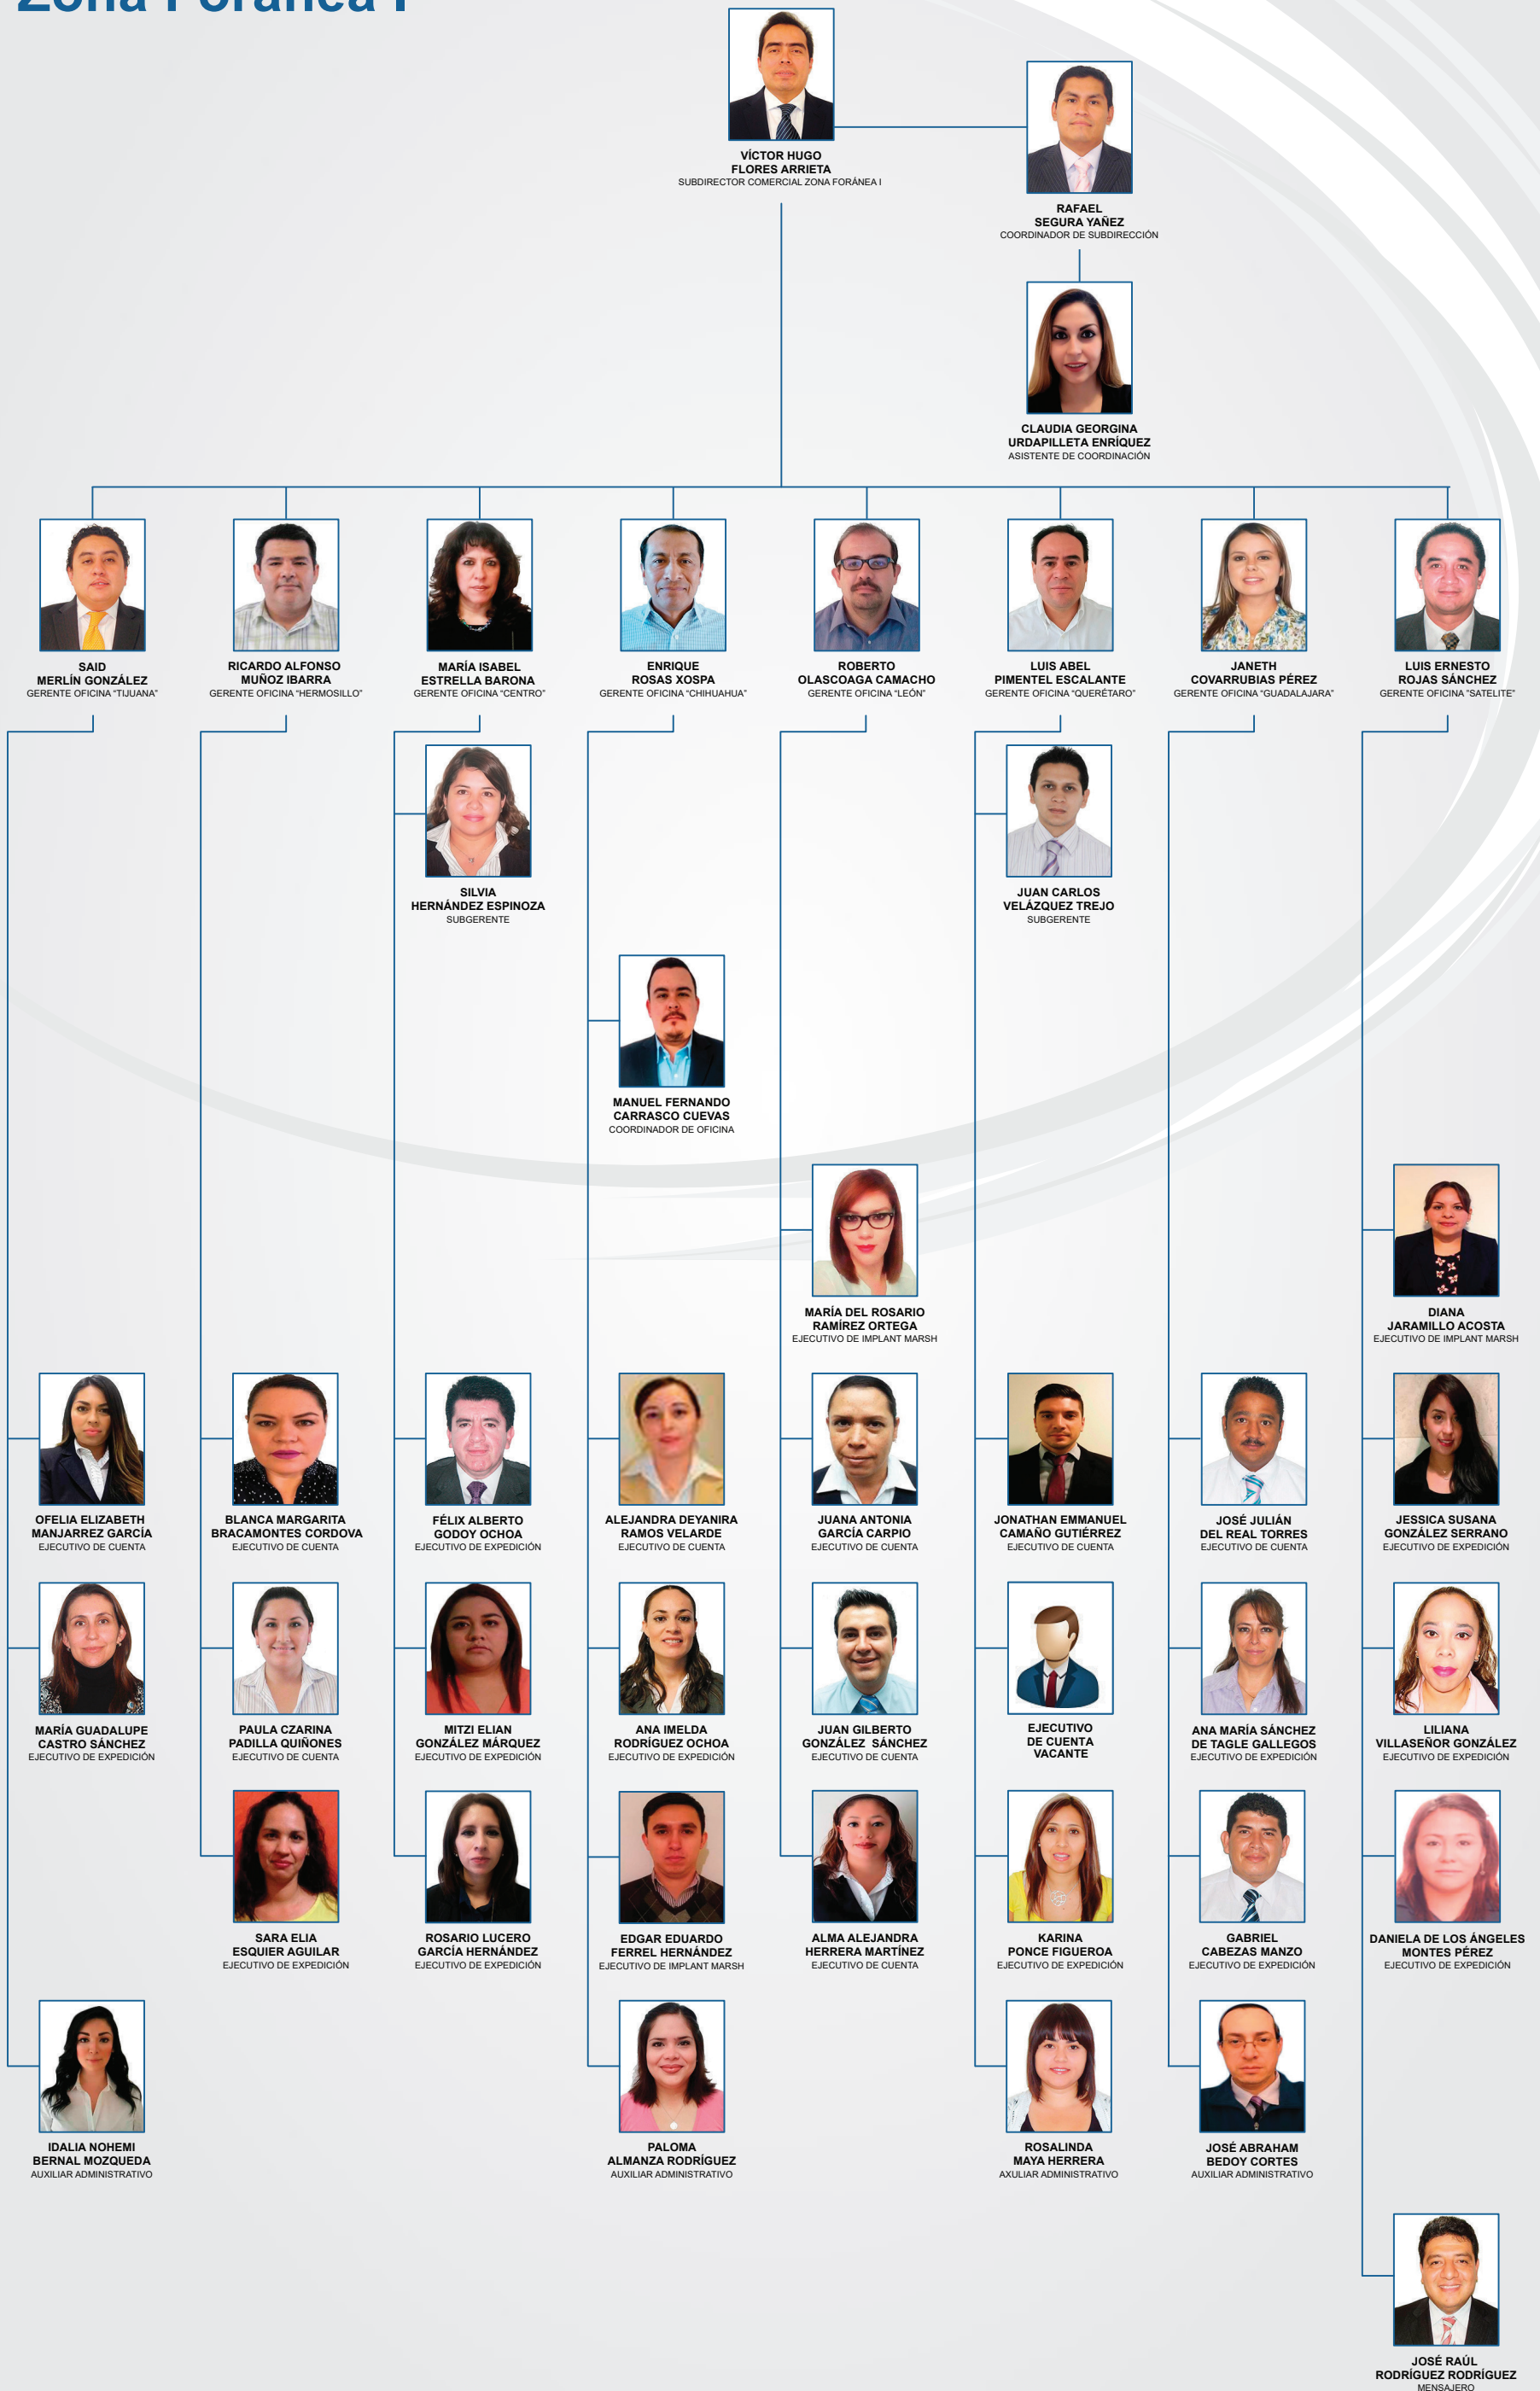 Zona Foránea I
VÍCTOR HUGO
FLORES ARRIETA
SUBDIRECTOR COMERCIAL ZONA FORÁNEA I
RAFAEL
SEGURA YAÑEZ
COORDINADOR DE SUBDIRECCIÓN
CLAUDIA GEORGINA
URDAPILLETA ENRÍQUEZ
ASISTENTE DE COORDINACIÓN
SAID
MERLÍN GONZÁLEZ
GERENTE OFICINA “TIJUANA”
RICARDO ALFONSO
MUÑOZ IBARRA
GERENTE OFICINA “HERMOSILLO”
MARÍA ISABEL
ESTRELLA BARONA
GERENTE OFICINA “CENTRO”
ENRIQUE
ROSAS XOSPA
GERENTE OFICINA “CHIHUAHUA”
ROBERTO
OLASCOAGA CAMACHO
GERENTE OFICINA “LEÓN”
LUIS ABEL
PIMENTEL ESCALANTE
GERENTE OFICINA “QUERÉTARO”
JANETH
COVARRUBIAS PÉREZ
GERENTE OFICINA “GUADALAJARA”
LUIS ERNESTO
ROJAS SÁNCHEZ
GERENTE OFICINA “SATELITE”
SILVIA
HERNÁNDEZ ESPINOZA
SUBGERENTE
JUAN CARLOS
VELÁZQUEZ TREJO
SUBGERENTE
MANUEL FERNANDO
CARRASCO CUEVAS
COORDINADOR DE OFICINA
MARÍA DEL ROSARIO
RAMÍREZ ORTEGA
EJECUTIVO DE IMPLANT MARSH
DIANA
JARAMILLO ACOSTA
EJECUTIVO DE IMPLANT MARSH
OFELIA ELIZABETH
MANJARREZ GARCÍA
EJECUTIVO DE CUENTA
BLANCA MARGARITA
BRACAMONTES CORDOVA
EJECUTIVO DE CUENTA
FÉLIX ALBERTO
GODOY OCHOA
EJECUTIVO DE EXPEDICIÓN
ALEJANDRA DEYANIRA
RAMOS VELARDE
EJECUTIVO DE CUENTA
JUANA ANTONIA
GARCÍA CARPIO
EJECUTIVO DE CUENTA
JONATHAN EMMANUEL
CAMAÑO GUTIÉRREZ
EJECUTIVO DE CUENTA
JOSÉ JULIÁN
DEL REAL TORRES
EJECUTIVO DE CUENTA
JESSICA SUSANA
GONZÁLEZ SERRANO
EJECUTIVO DE EXPEDICIÓN
MARÍA GUADALUPE
CASTRO SÁNCHEZ
EJECUTIVO DE EXPEDICIÓN
PAULA CZARINA
PADILLA QUIÑONES
EJECUTIVO DE CUENTA
MITZI ELIAN
GONZÁLEZ MÁRQUEZ
EJECUTIVO DE EXPEDICIÓN
ANA IMELDA
RODRÍGUEZ OCHOA
EJECUTIVO DE EXPEDICIÓN
JUAN GILBERTO
GONZÁLEZ  SÁNCHEZ
EJECUTIVO DE CUENTA
EJECUTIVO
DE CUENTA
VACANTE
ANA MARÍA SÁNCHEZ
DE TAGLE GALLEGOS
EJECUTIVO DE EXPEDICIÓN
LILIANA
VILLASEÑOR GONZÁLEZ
EJECUTIVO DE EXPEDICIÓN
SARA ELIA
ESQUIER AGUILAR
EJECUTIVO DE EXPEDICIÓN
ROSARIO LUCERO
GARCÍA HERNÁNDEZ
EJECUTIVO DE EXPEDICIÓN
EDGAR EDUARDO
FERREL HERNÁNDEZ
EJECUTIVO DE IMPLANT MARSH
ALMA ALEJANDRA
HERRERA MARTÍNEZ
EJECUTIVO DE CUENTA
KARINA
PONCE FIGUEROA
EJECUTIVO DE EXPEDICIÓN
GABRIEL
CABEZAS MANZO
EJECUTIVO DE EXPEDICIÓN
DANIELA DE LOS ÁNGELES
MONTES PÉREZ
EJECUTIVO DE EXPEDICIÓN
IDALIA NOHEMI
BERNAL MOZQUEDA
AUXILIAR ADMINISTRATIVO
PALOMA
ALMANZA RODRÍGUEZ
AUXILIAR ADMINISTRATIVO
ROSALINDA
MAYA HERRERA
AXULIAR ADMINISTRATIVO
JOSÉ ABRAHAM
BEDOY CORTES
AUXILIAR ADMINISTRATIVO
JOSÉ RAÚL
RODRÍGUEZ RODRÍGUEZ
MENSAJERO